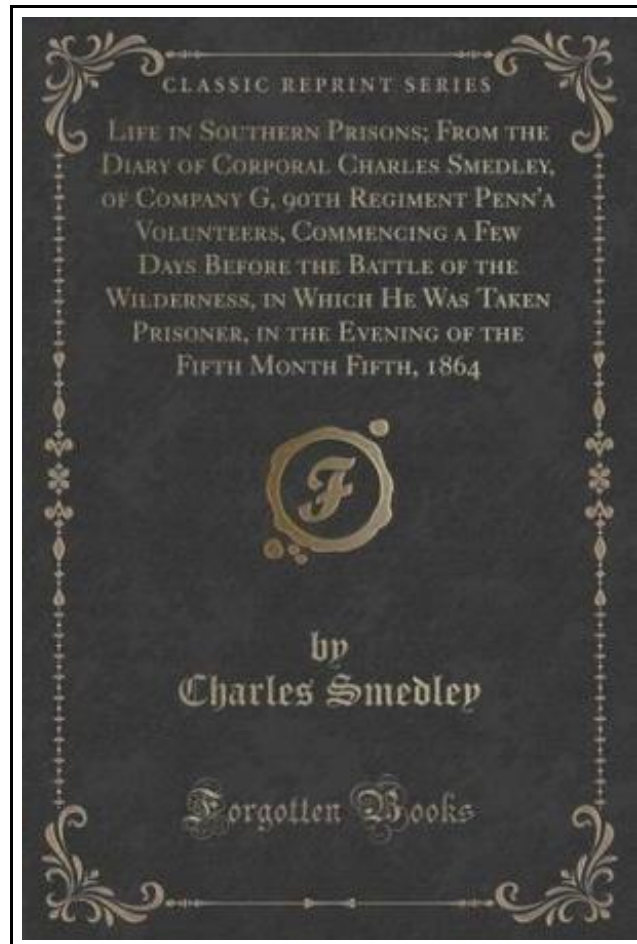 CLASSIC REPRINT SERIES
LIFE IN SOUTHERN PRISONS; FROM THE
DIARY OF CORPORAL CHARLES SMEDLEY,
OF COMPANY G, 90TH REGIMENT PENN'A
VOLUNTEERS, COMMENCING A FEW
DAYS BEFORE THE BATTLE OF THE
WILDERNESS, IN WHICH HE WAS TAKEN
PRISONER, IN THE EVENING OF THE
FIFTH MONTH FIFTH, 1864
F
by
Charles Smedley
Forgotten Books